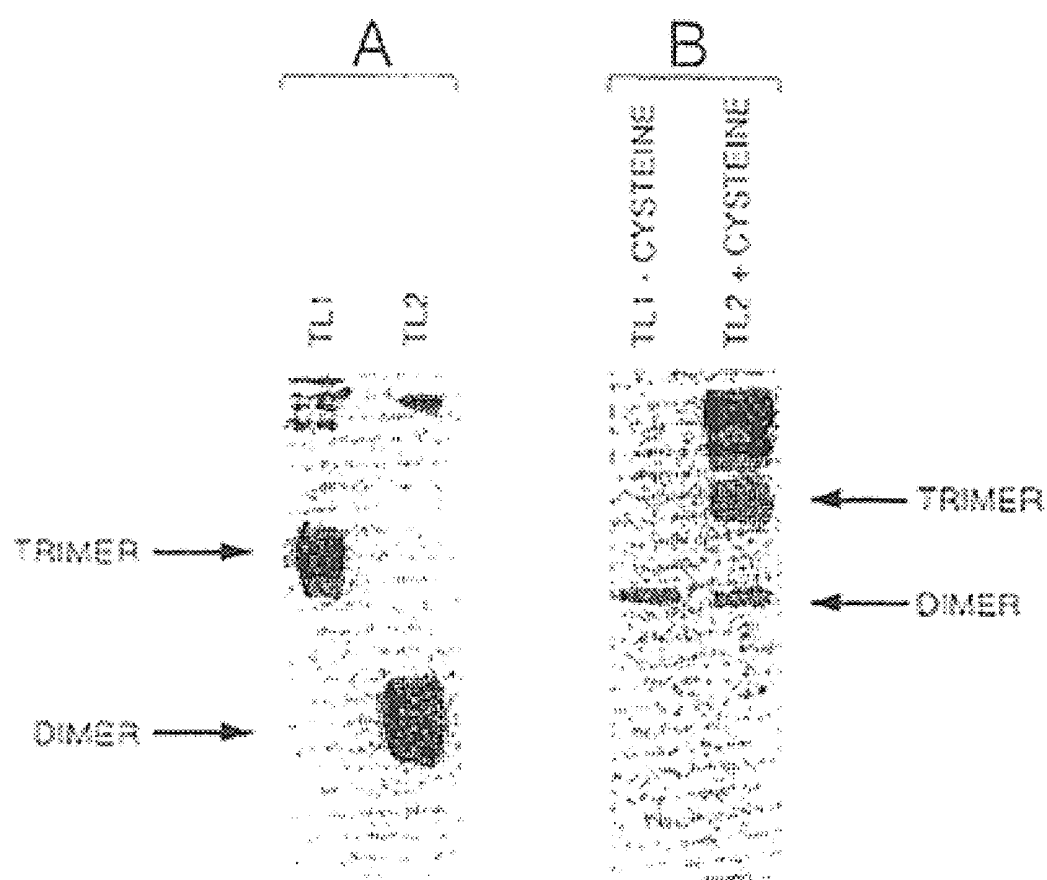 A
B
TL1
TL2
TL1 + CYSTEINE
TL2 + CYSTEINE
TRIMER
DIMER
TRIMER
DIMER